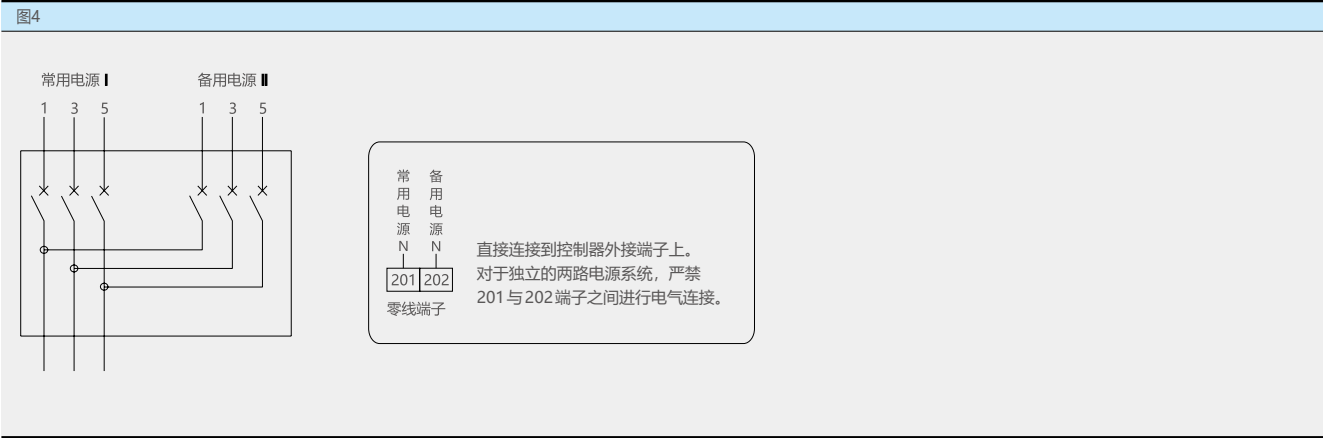 图4
常用电源 I
备用电源 II
1 3 5
1 3 5
常用电源N
备用电源N
201 202
零线端子
直接连接到控制器外接端子上。
对于独立的两路电源系统，严禁
201与202端子之间进行电气连接。